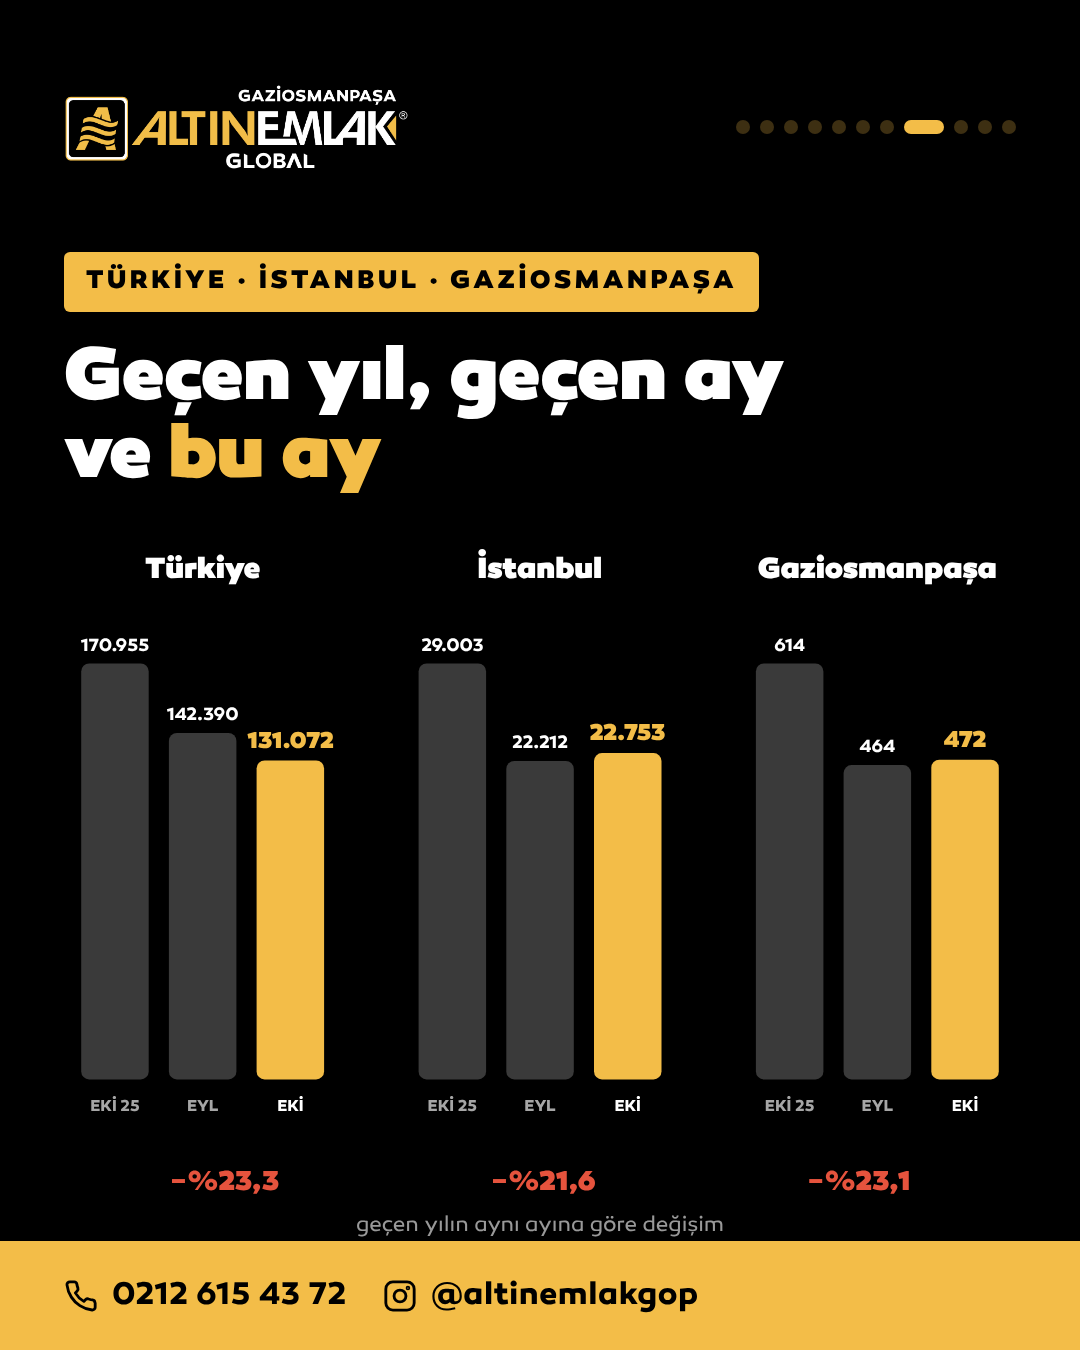 GAZİOSMANPAŞA
ALTINEMLAK®
GLOBAL
TÜRKİYE · İSTANBUL · GAZİOSMANPAŞA
Geçen yıl, geçen ay
ve bu ay
Türkiye
İstanbul
Gaziosmanpaşa
170.955
142.390
131.072
29.003
22.212
22.753
614
464
472
EKİ 25
EYL
EKİ
EKİ 25
EYL
EKİ
EKİ 25
EYL
EKİ
−%23,3
−%21,6
−%23,1
geçen yılın aynı ayına göre değişim
0212 615 43 72
@altinemlakgop